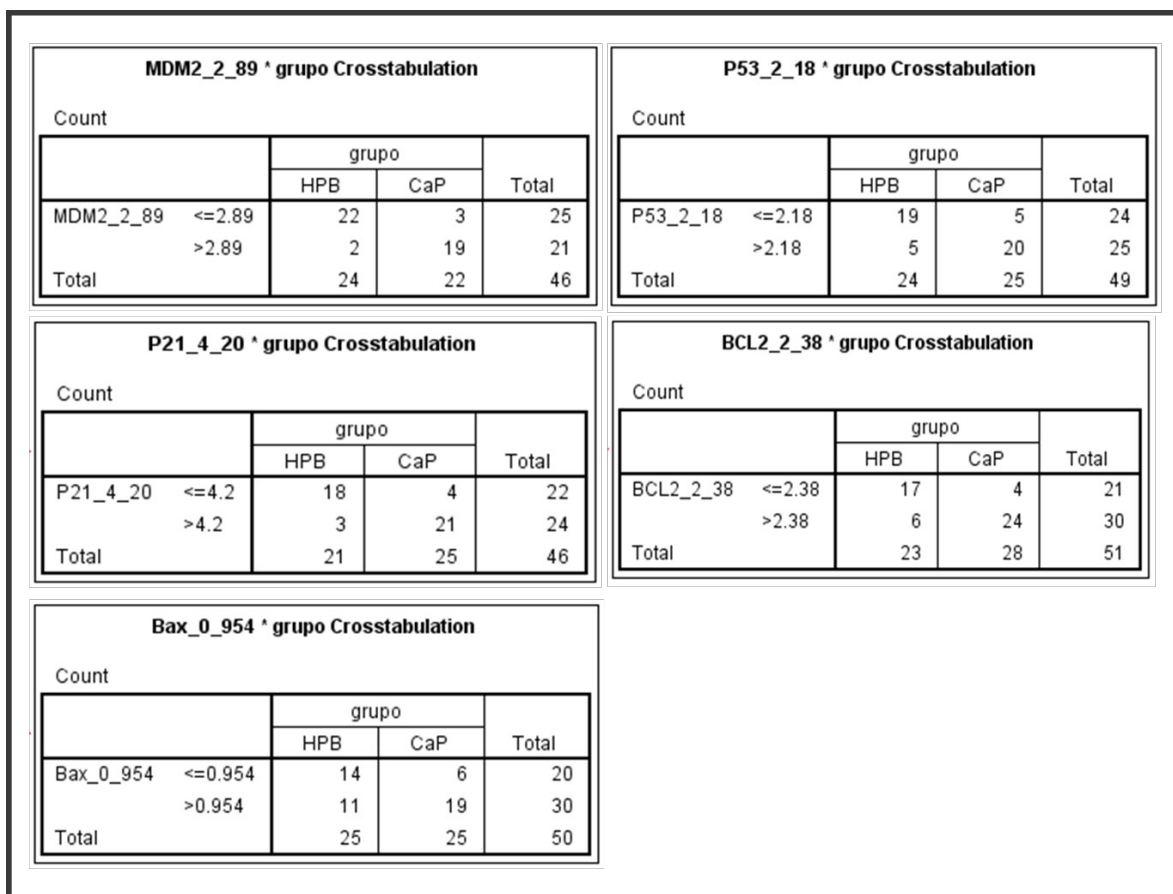 MDM2_2_89 * grupo Crosstabulation
Count
grupo
HPB CaP Total
MDM2_2_89 <=2.89 22 3 25
>2.89 2 19 21
Total 24 22 46
P53_2_18 * grupo Crosstabulation
Count
grupo
HPB CaP Total
P53_2_18 <=2.18 19 5 24
>2.18 5 20 25
Total 24 25 49
P21_4_20 * grupo Crosstabulation
Count
grupo
HPB CaP Total
P21_4_20 <=4.2 18 4 22
>4.2 3 21 24
Total 21 25 46
BCL2_2_38 * grupo Crosstabulation
Count
grupo
HPB CaP Total
BCL2_2_38 <=2.38 17 4 21
>2.38 6 24 30
Total 23 28 51
Bax_0_954 * grupo Crosstabulation
Count
grupo
HPB CaP Total
Bax_0_954 <=0.954 14 6 20
>0.954 11 19 30
Total 25 25 50